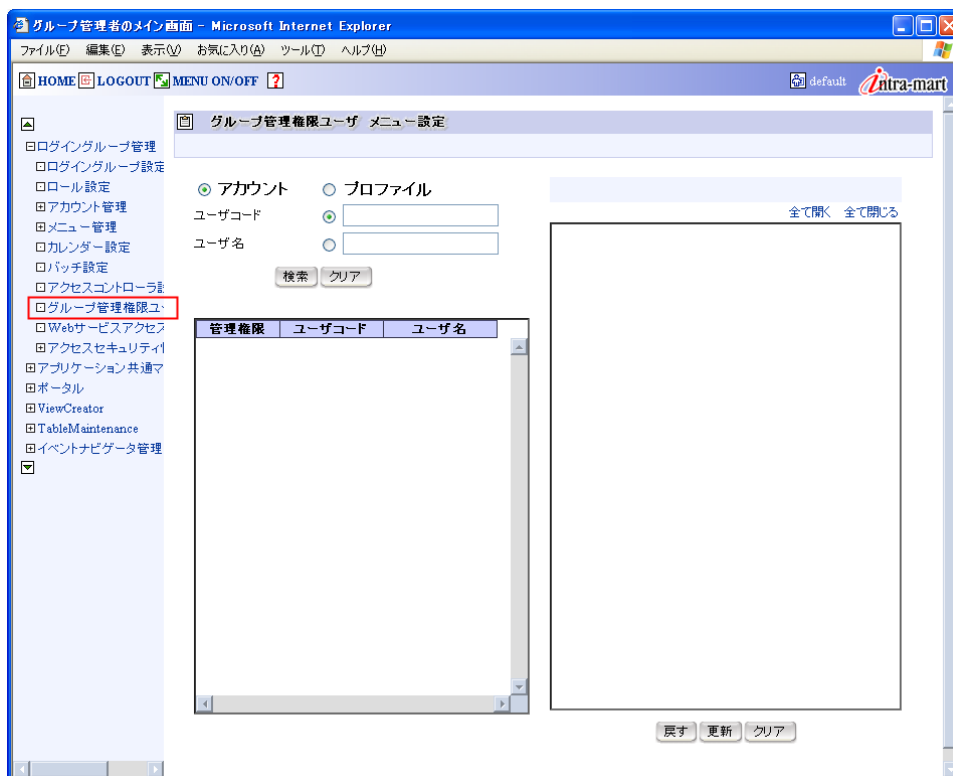 グループ管理者のメイン画面 - Microsoft Internet Explorer
ファイル(F) 編集(E) 表示(V) お気に入り(A) ツール(T) ヘルプ(H)
HOME LOGOUT MENU ON/OFF ? default intra-mart
グループ管理権限ユーザ メニュー設定
ログイングループ管理
ログイングループ設定
ロール設定
アカウント管理
メニュー管理
カレンダー設定
バッチ設定
アクセスコントローラ
グループ管理権限ユー
Webサービスアクセス
アクセスセキュリティ
アプリケーション共通マ
ポータル
ViewCreator
TableMaintenance
イベントナビゲータ管理
アカウント プロファイル
ユーザコード
ユーザ名
検索 クリア
管理権限 ユーザコード ユーザ名
全て開く 全て閉じる
戻す 更新 クリア